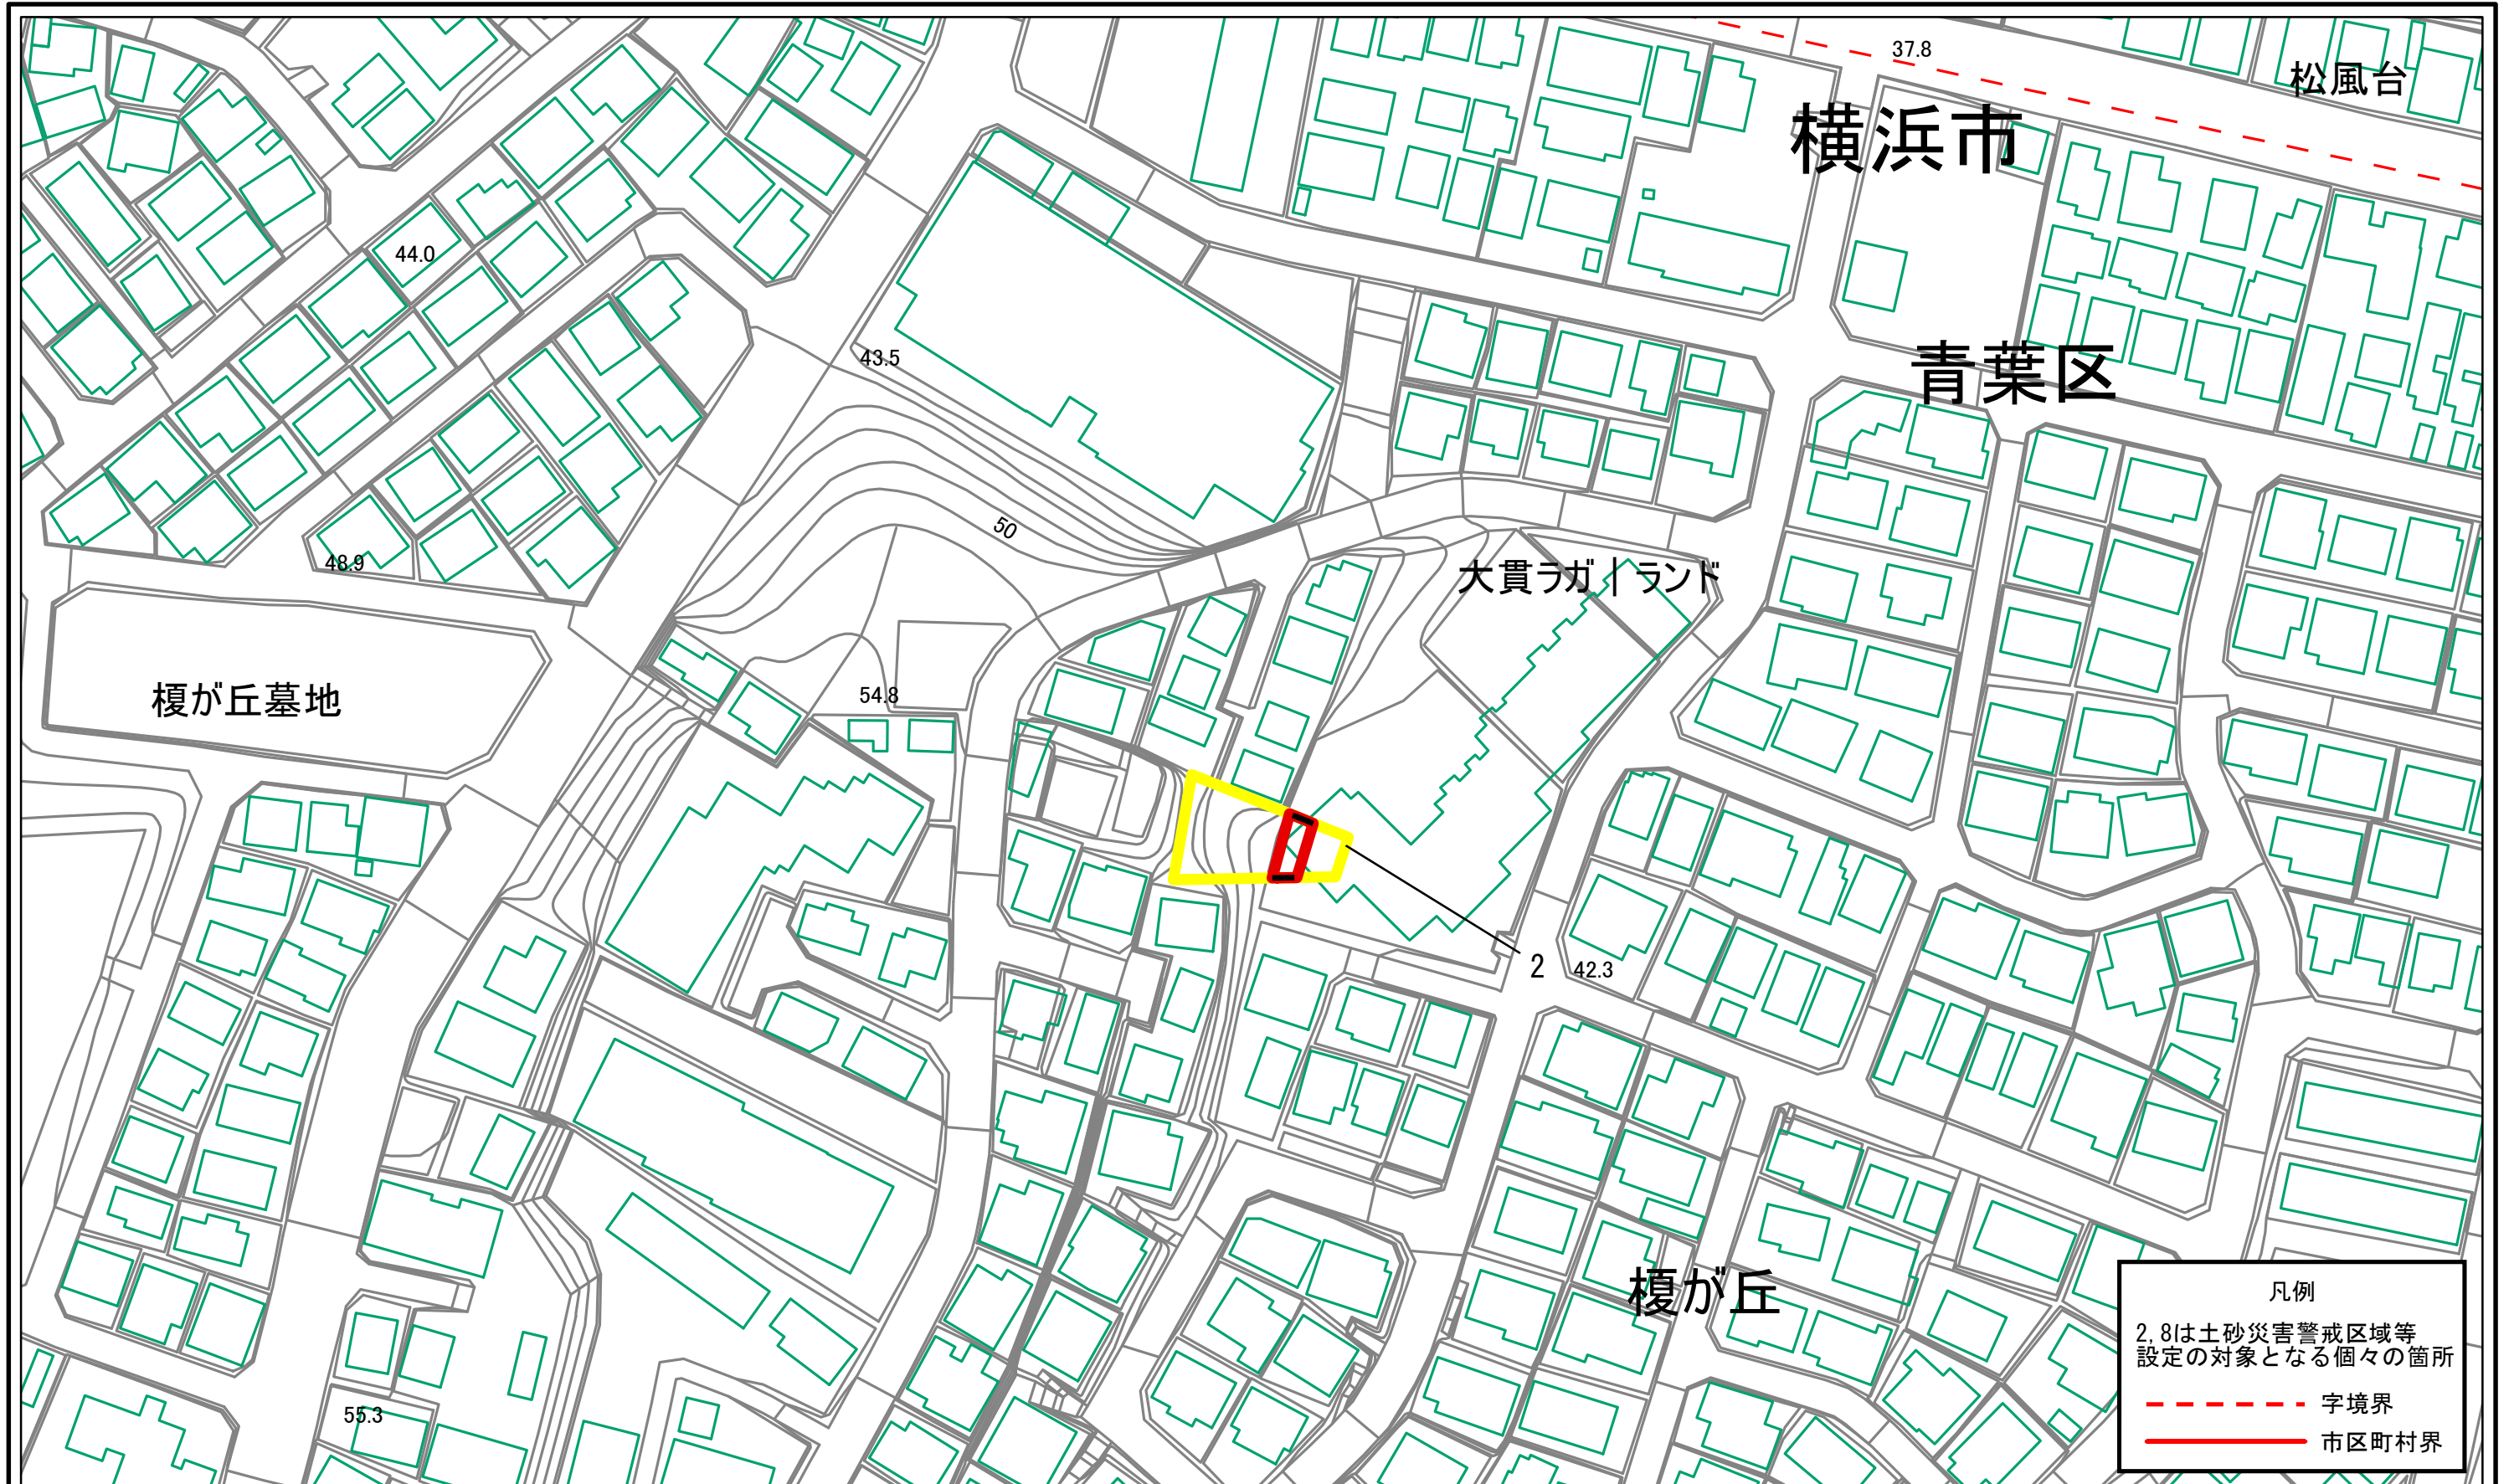 37.8
松風台
横浜市
44.0
43.5
青葉区
50
48.9
大貫ラガーランド
榎が丘墓地
54.8
2
42.3
榎が丘
55.3
凡例
2,8は土砂災害警戒区域等
設定の対象となる個々の箇所
字境界
市区町村界